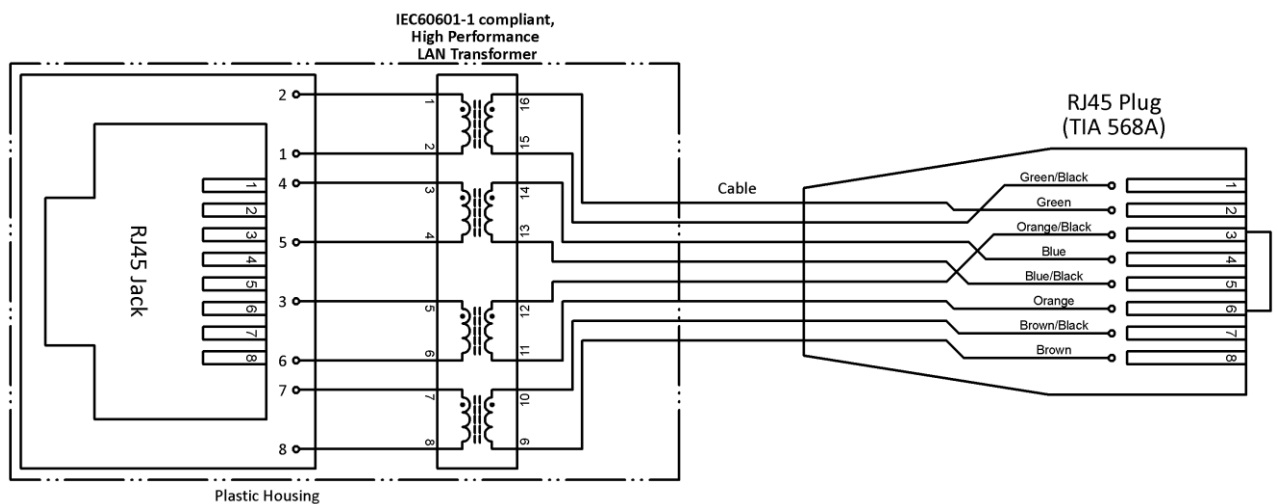 IEC60601-1 compliant,
High Performance
LAN Transformer
RJ45 Plug
(TIA 568A)
Cable
RJ45 Jack
1
2
3
4
5
6
7
8
2
1
4
5
3
6
7
8
1
2
3
4
5
6
7
8
16
15
14
13
12
11
10
9
Green/Black
Green
Orange/Black
Blue
Blue/Black
Orange
Brown/Black
Brown
1
2
3
4
5
6
7
8
Plastic Housing